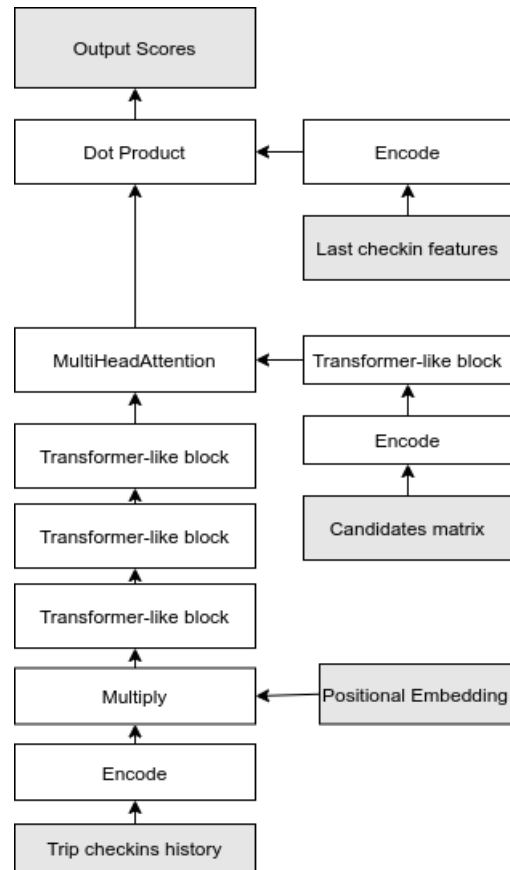 Output Scores
Dot Product
Encode
Last checkin features
MultiHeadAttention
Transformer-like block
Transformer-like block
Encode
Transformer-like block
Candidates matrix
Transformer-like block
Multiply
Positional Embedding
Encode
Trip checkins history